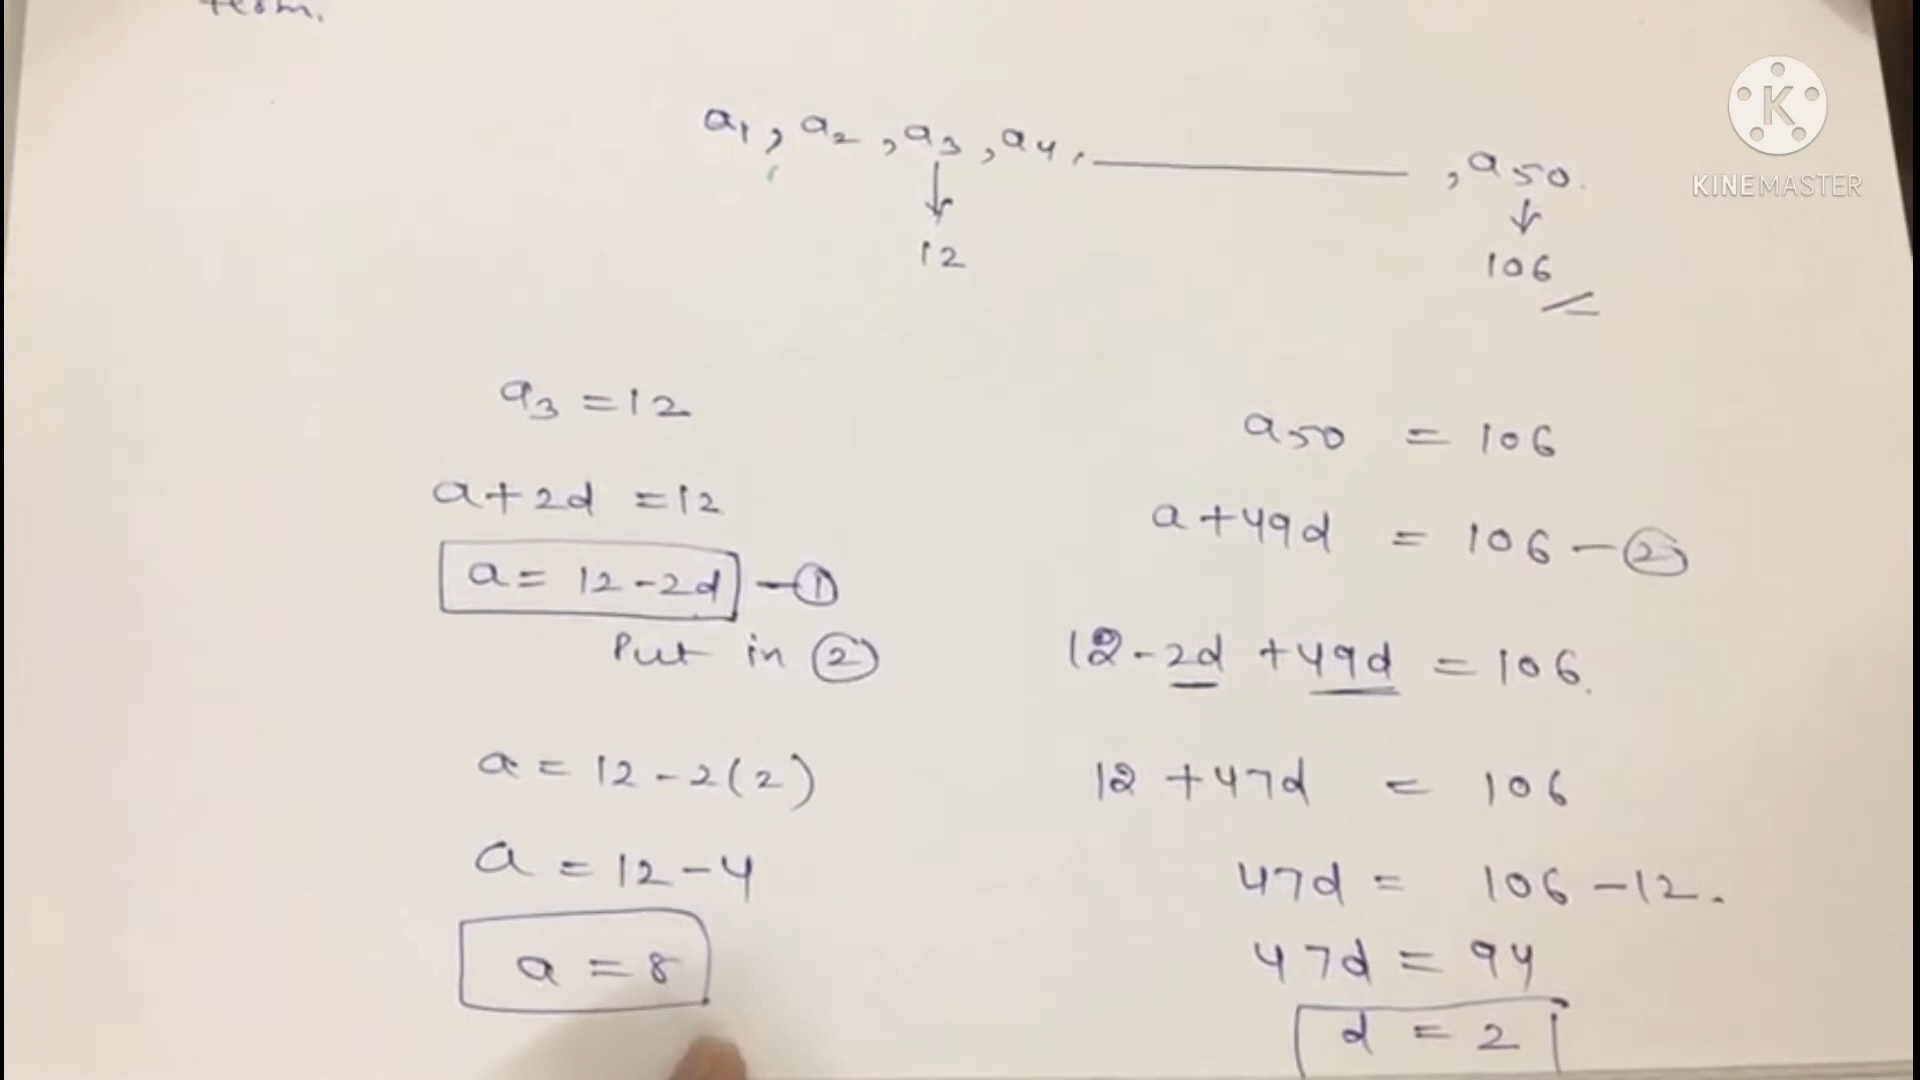 term.
a1, a2, a3, a4, , a50.
12
106
K
KINEMASTER
a3 = 12
a+2d = 12
a = 12-2d — ①
Put in ②
a = 12-2(2)
a = 12-4
a = 8
a50 = 106
a+49d = 106 — ②
12-2d +49d = 106.
12 +47d = 106
47d = 106-12.
47d = 94
d = 2